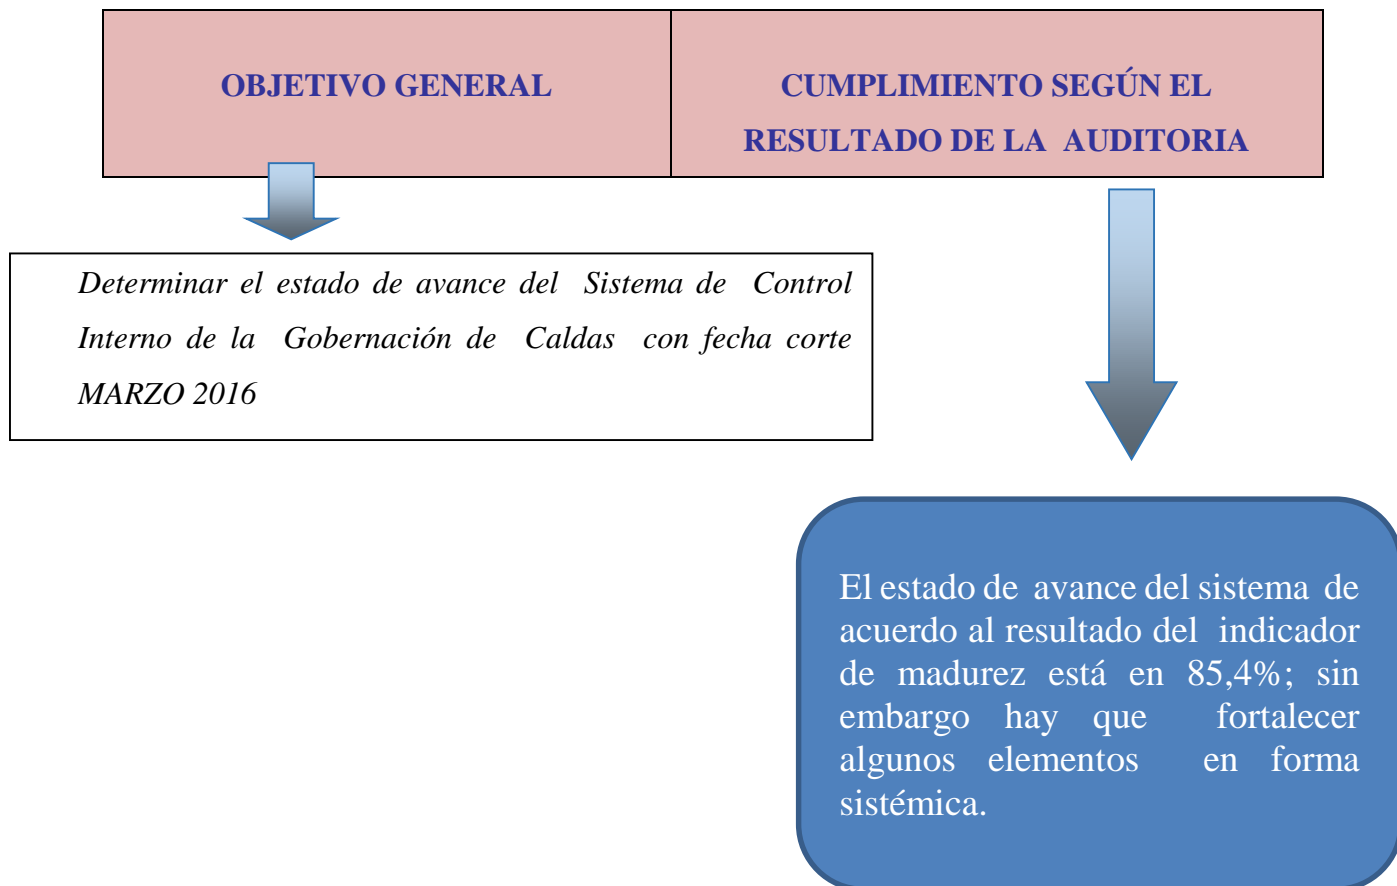 OBJETIVO GENERAL
CUMPLIMIENTO SEGÚN EL
RESULTADO DE LA AUDITORIA
Determinar el estado de avance del Sistema de Control
Interno de la Gobernación de Caldas con fecha corte
MARZO 2016
El estado de avance del sistema de
acuerdo al resultado del indicador
de madurez está en 85,4%; sin
embargo hay que fortalecer
algunos elementos en forma
sistémica.